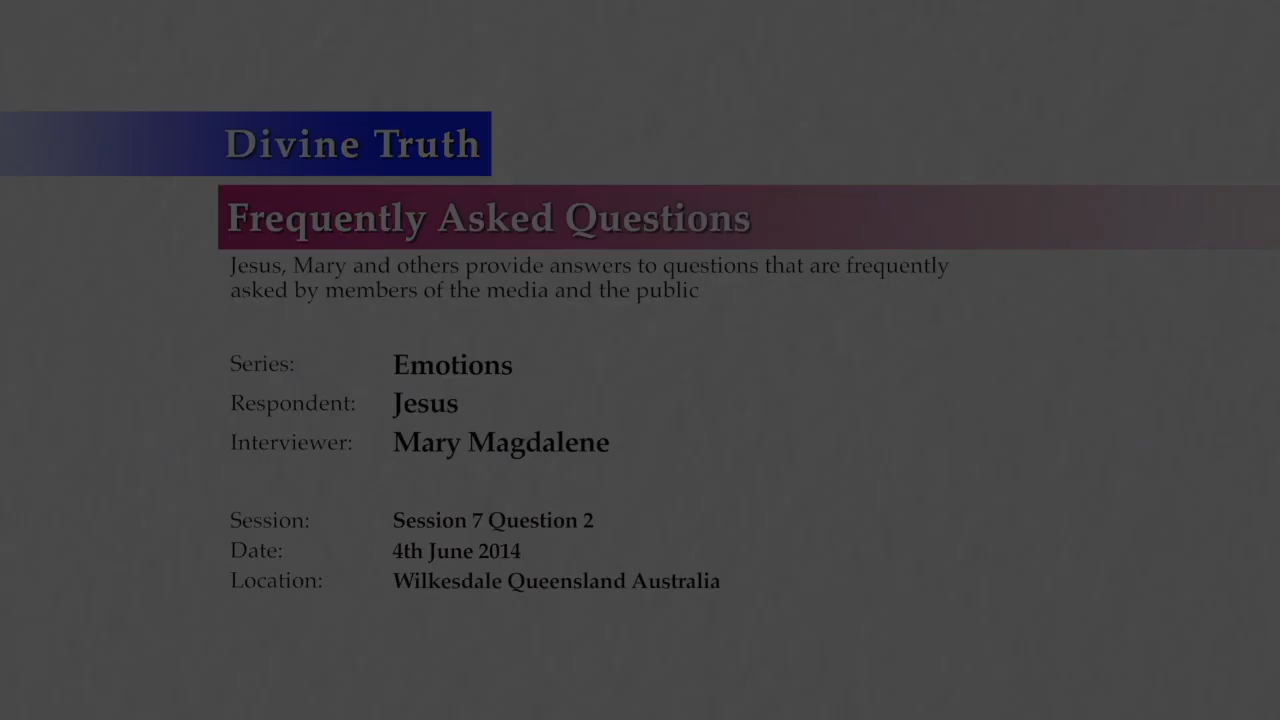 Divine Truth
Frequently Asked Questions
Jesus, Mary and others provide answers to questions that are frequently
asked by members of the media and the public
Series: Emotions
Respondent: Jesus
Interviewer: Mary Magdalene
Session: Session 7 Question 2
Date: 4th June 2014
Location: Wilkesdale Queensland Australia